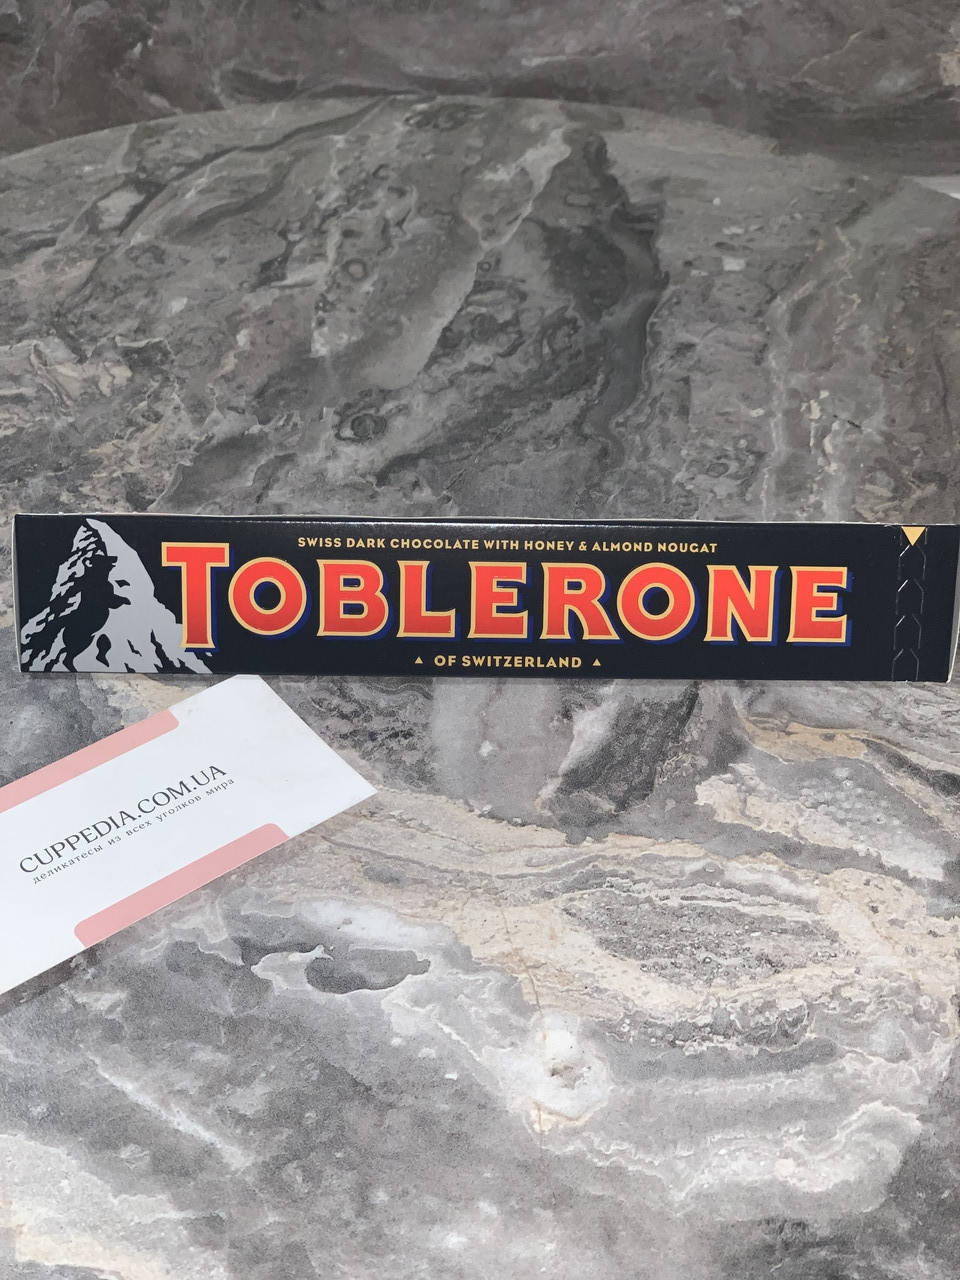 SWISS DARK CHOCOLATE WITH HONEY & ALMOND NOUGAT
TOBLERONE
OF SWITZERLAND
CUPPEDIA.COM.UA
деликатесы из всех уголков мира